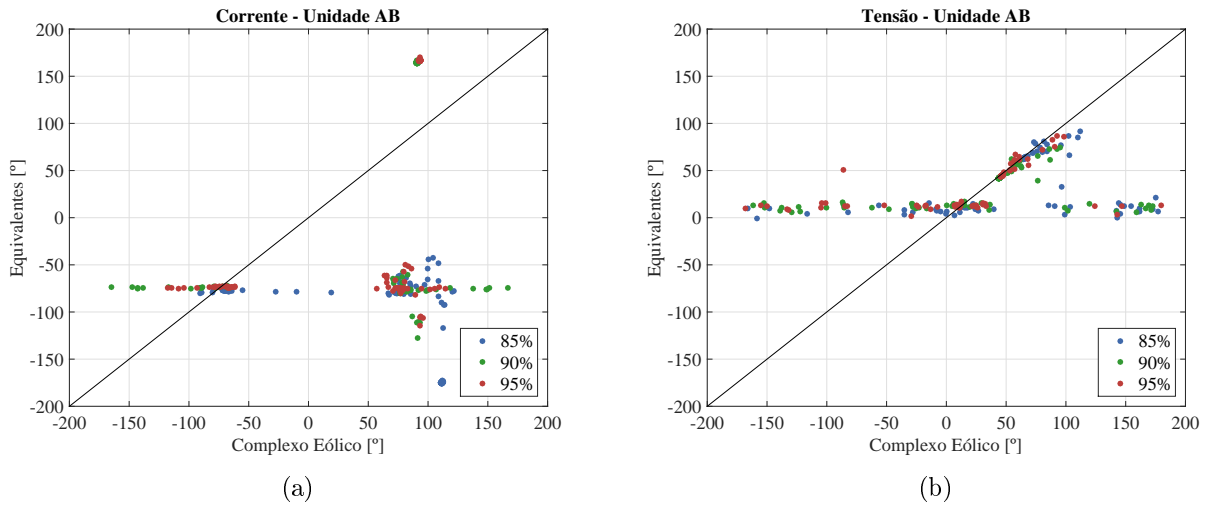 Corrente - Unidade AB
200
150
100
50
0
-50
-100
-150
-200
Equivalentes [º]
-200 -150 -100 -50 0 50 100 150 200
Complexo Eólico [º]
85%
90%
95%
(a)
Tensão - Unidade AB
200
150
100
50
0
-50
-100
-150
-200
Equivalentes [º]
-200 -150 -100 -50 0 50 100 150 200
Complexo Eólico [º]
85%
90%
95%
(b)